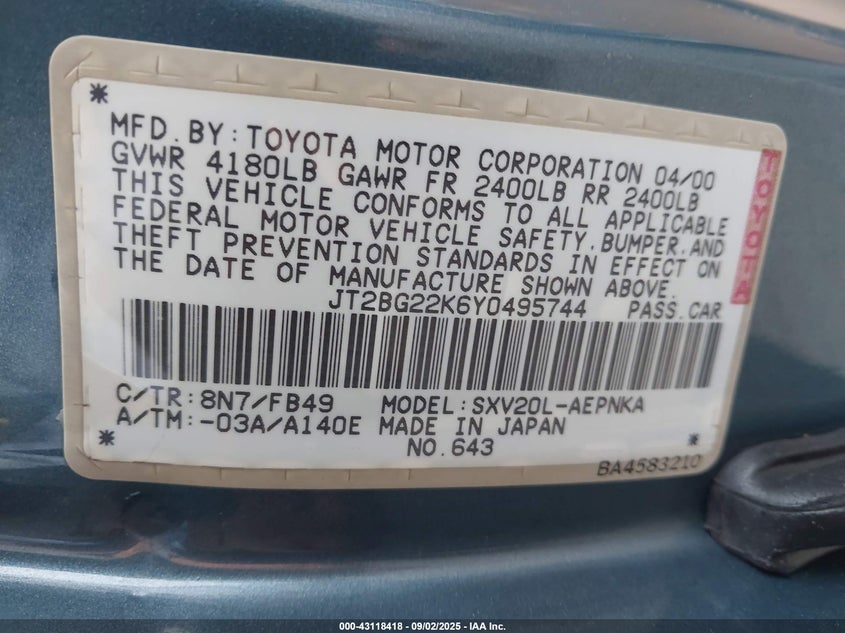 MFD.BY:TOYOTA MOTOR CORPORATION 04/00
GVWR 4180LB GAWR FR 2400LB RR 2400LB
THIS VEHICLE CONFORMS TO ALL APPLICABLE
FEDERAL MOTOR VEHICLE SAFETY,BUMPER,AND
THEFT PREVENTION STANDARDS IN EFFECT ON
THE DATE OF MANUFACTURE SHOWN ABOVE.
JT2BG22K6Y0495744 PASS.CAR
TOYOTA
C/TR:8N7/FB49 MODEL:SXV20L-AEPNKA
A/TM:-03A/A140E MADE IN JAPAN
NO.643
BA4583210
000-43118418 - 09/02/2025 - IAA Inc.